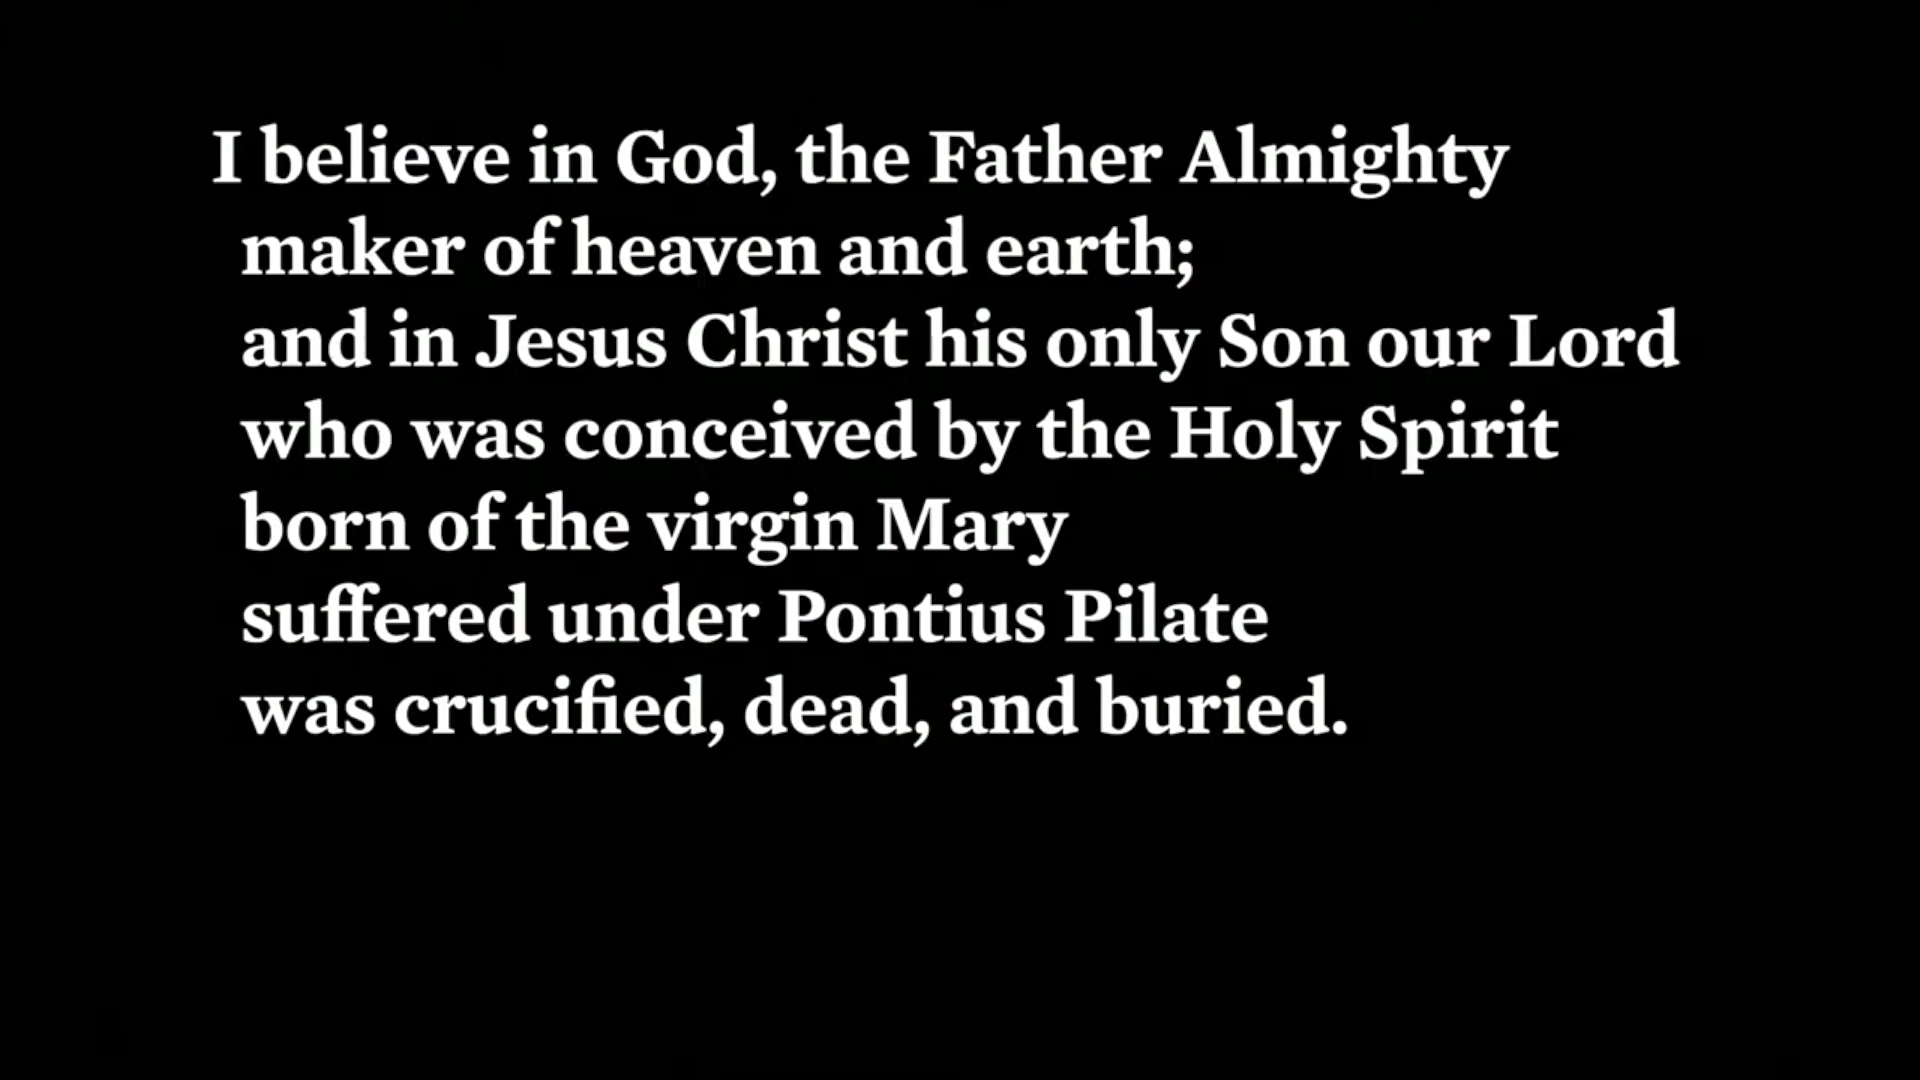 I believe in God, the Father Almighty
maker of heaven and earth;
and in Jesus Christ his only Son our Lord
who was conceived by the Holy Spirit
born of the virgin Mary
suffered under Pontius Pilate
was crucified, dead, and buried.